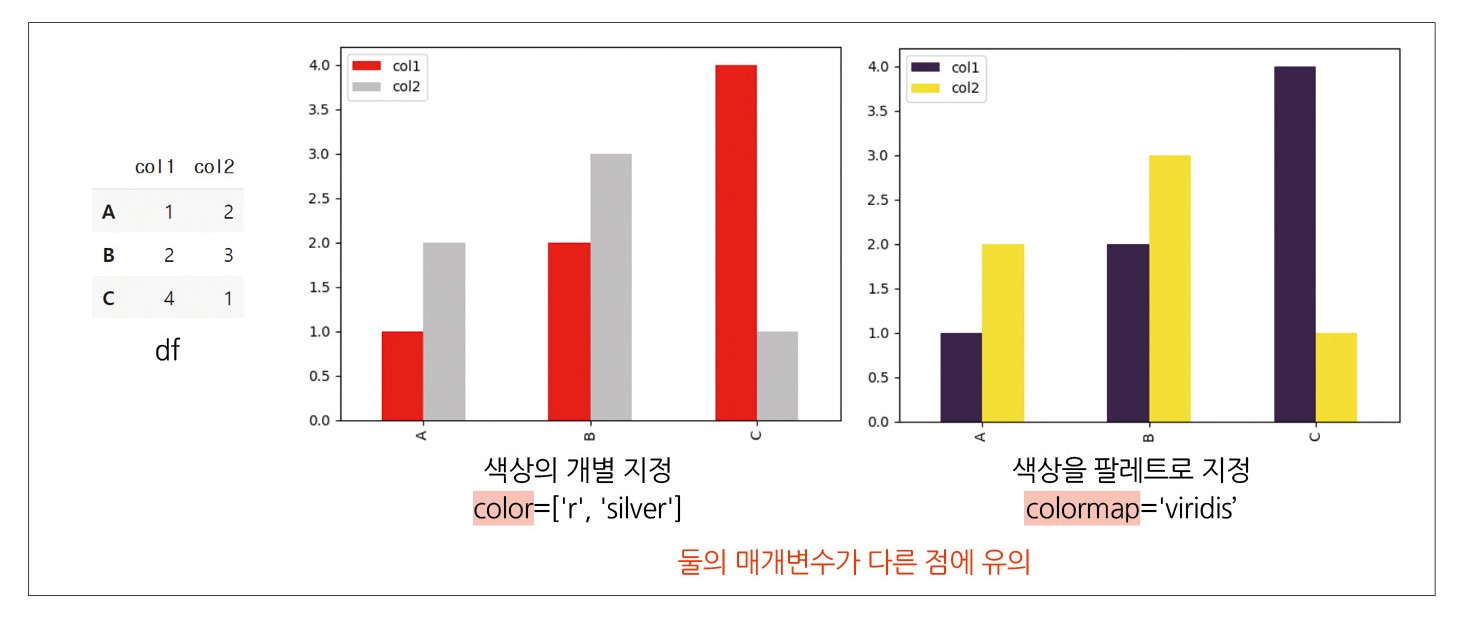 col1 col2
A 1 2
B 2 3
C 4 1
df
4.0
3.5
3.0
2.5
2.0
1.5
1.0
0.5
0.0
col1
col2
A B C
색상의 개별 지정
color=['r', 'silver']
4.0
3.5
3.0
2.5
2.0
1.5
1.0
0.5
0.0
col1
col2
A B C
색상을 팔레트로 지정
colormap='viridis’
둘의 매개변수가 다른 점에 유의